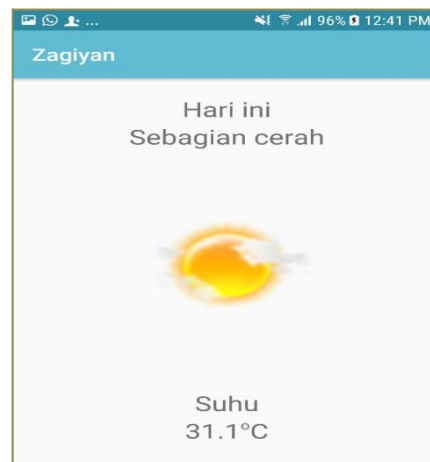 ... 96% 12:41 PM
Zagiyan
Hari ini
Sebagian cerah
Suhu
31.1°C